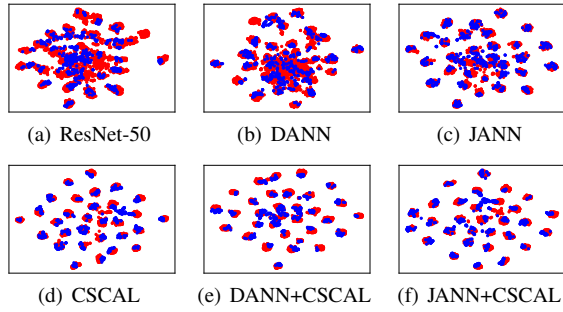 (a) ResNet-50
(b) DANN
(c) JANN
(d) CSCAL
(e) DANN+CSCAL
(f) JANN+CSCAL